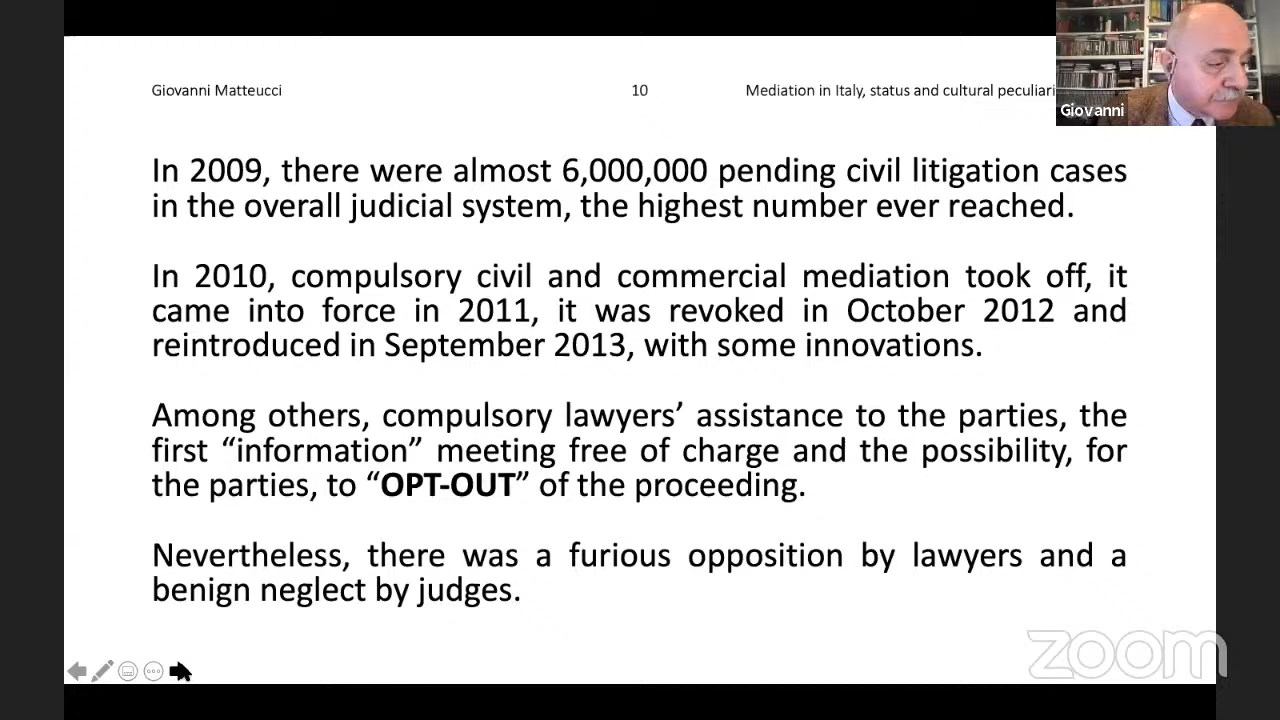 Giovanni Matteucci
10
Mediation in Italy, status and cultural peculiari
Giovanni
In 2009, there were almost 6,000,000 pending civil litigation cases
in the overall judicial system, the highest number ever reached.
In 2010, compulsory civil and commercial mediation took off, it
came into force in 2011, it was revoked in October 2012 and
reintroduced in September 2013, with some innovations.
Among others, compulsory lawyers’ assistance to the parties, the
first “information” meeting free of charge and the possibility, for
the parties, to “OPT-OUT” of the proceeding.
Nevertheless, there was a furious opposition by lawyers and a
benign neglect by judges.
zoom